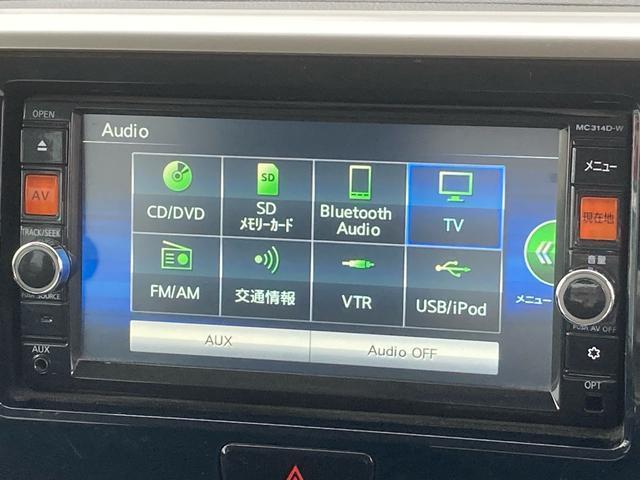 OPEN
MC314D-W
Audio
メニュー
AV
現在地
CD/DVD
SD
メモリーカード
Bluetooth
Audio
TV
TRACK/SEEK
音量
FM/AM
交通情報
VTR
USB/iPod
メニュー
PUSH AV OFF
AUX
AUX
Audio OFF
OPT